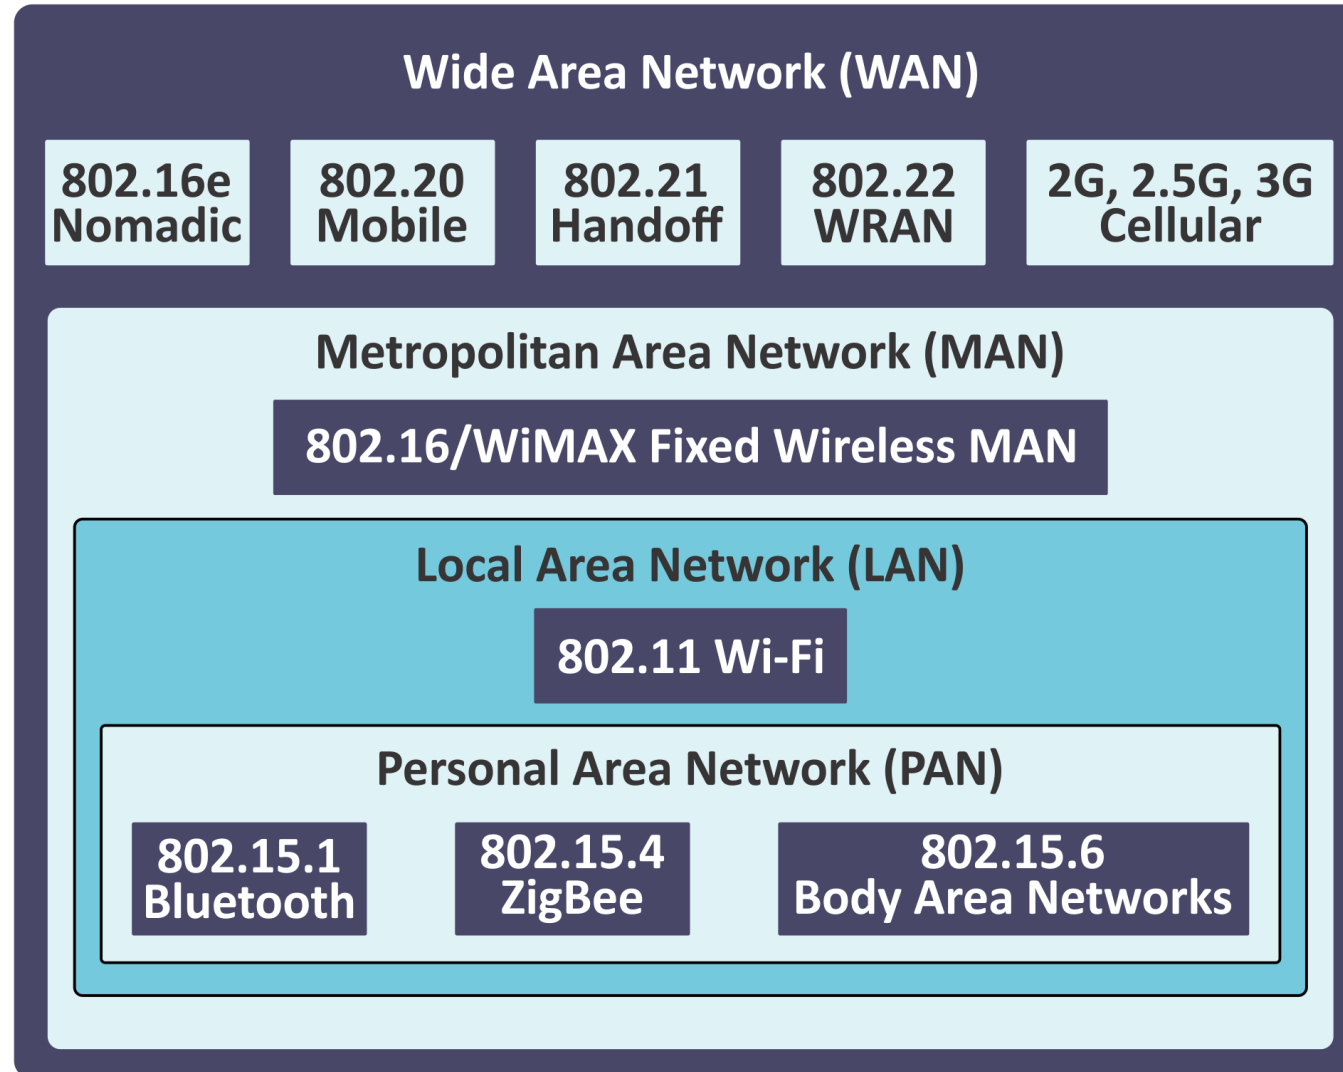 Wide Area Network (WAN)
802.16e
Nomadic
802.20
Mobile
802.21
Handoff
802.22
WRAN
2G, 2.5G, 3G
Cellular
Metropolitan Area Network (MAN)
802.16/WiMAX Fixed Wireless MAN
Local Area Network (LAN)
802.11 Wi-Fi
Personal Area Network (PAN)
802.15.1
Bluetooth
802.15.4
ZigBee
802.15.6
Body Area Networks